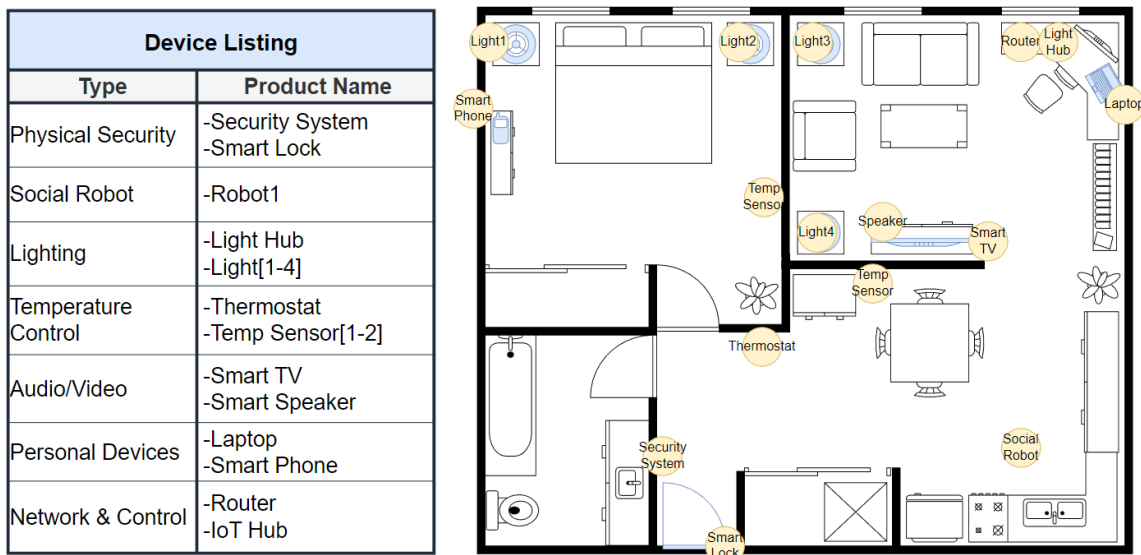 Device Listing
Type Product Name
Physical Security
-Security System
-Smart Lock
Social Robot
-Robot1
Lighting
-Light Hub
-Light[1-4]
Temperature
Control
-Thermostat
-Temp Sensor[1-2]
Audio/Video
-Smart TV
-Smart Speaker
Personal Devices
-Laptop
-Smart Phone
Network & Control
-Router
-IoT Hub
Light1
Light2
Light3
Router
Light
Hub
Smart
Phone
Laptop
Temp
Sensor
Light4
Speaker
Smart
TV
Temp
Sensor
Thermostat
Security
System
Social
Robot
Smart
Lock